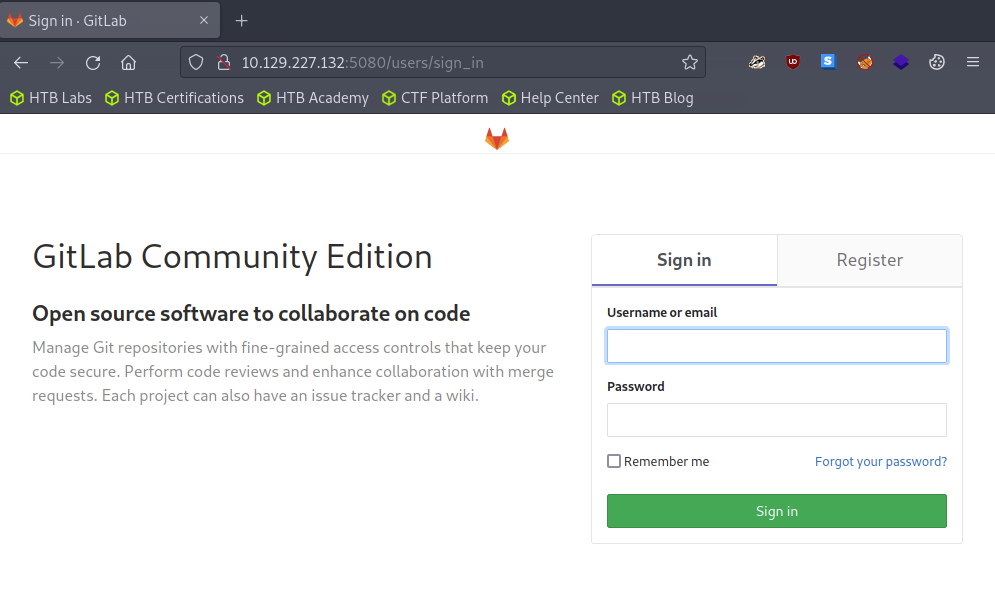 Sign in · GitLab
10.129.227.132:5080/users/sign_in
HTB Labs HTB Certifications HTB Academy CTF Platform Help Center HTB Blog
GitLab Community Edition
Open source software to collaborate on code
Manage Git repositories with fine-grained access controls that keep your
code secure. Perform code reviews and enhance collaboration with merge
requests. Each project can also have an issue tracker and a wiki.
Sign in Register
Username or email
Password
Remember me Forgot your password?
Sign in